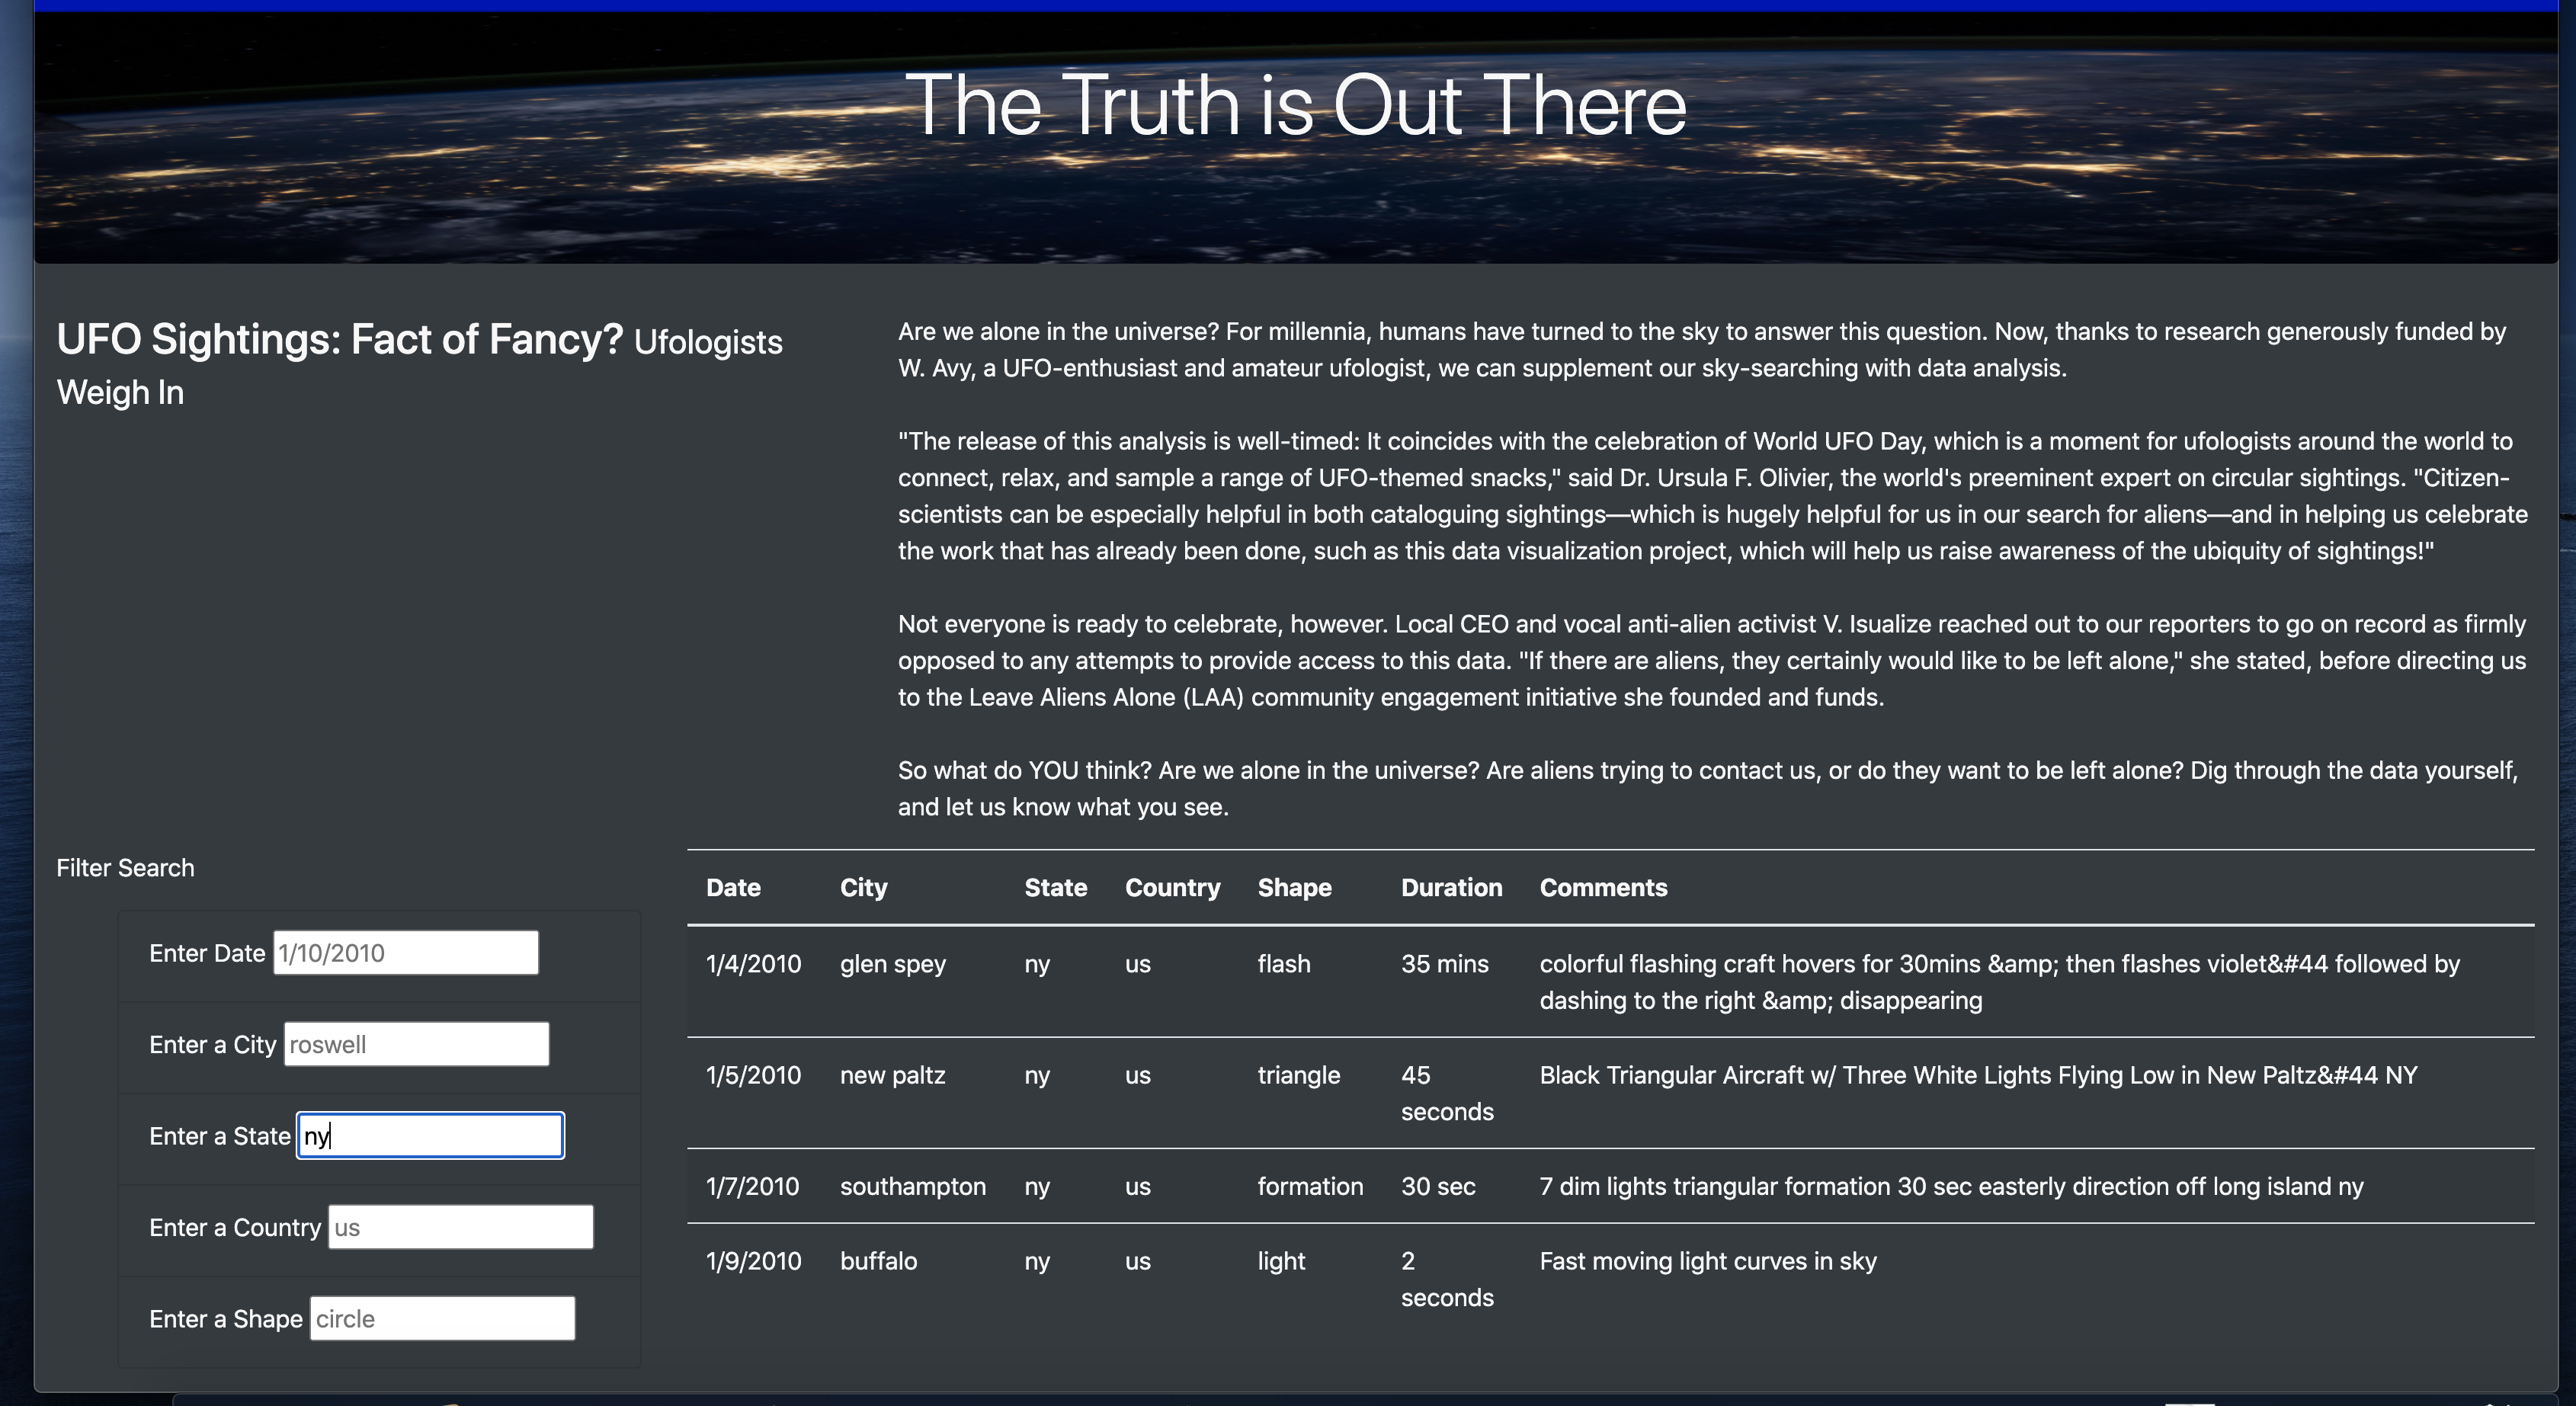 The Truth is Out There
UFO Sightings: Fact of Fancy? Ufologists
Weigh In
Are we alone in the universe? For millennia, humans have turned to the sky to answer this question. Now, thanks to research generously funded by
W. Avy, a UFO-enthusiast and amateur ufologist, we can supplement our sky-searching with data analysis.
"The release of this analysis is well-timed: It coincides with the celebration of World UFO Day, which is a moment for ufologists around the world to
connect, relax, and sample a range of UFO-themed snacks," said Dr. Ursula F. Olivier, the world's preeminent expert on circular sightings. "Citizen-
scientists can be especially helpful in both cataloguing sightings—which is hugely helpful for us in our search for aliens—and in helping us celebrate
the work that has already been done, such as this data visualization project, which will help us raise awareness of the ubiquity of sightings!"
Not everyone is ready to celebrate, however. Local CEO and vocal anti-alien activist V. Isualize reached out to our reporters to go on record as firmly
opposed to any attempts to provide access to this data. "If there are aliens, they certainly would like to be left alone," she stated, before directing us
to the Leave Aliens Alone (LAA) community engagement initiative she founded and funds.
So what do YOU think? Are we alone in the universe? Are aliens trying to contact us, or do they want to be left alone? Dig through the data yourself,
and let us know what you see.
Filter Search
Enter Date 1/10/2010
Enter a City roswell
Enter a State ny
Enter a Country us
Enter a Shape circle
Date City State Country Shape Duration Comments
1/4/2010 glen spey ny us flash 35 mins colorful flashing craft hovers for 30mins &amp; then flashes violet&#44 followed by
dashing to the right &amp; disappearing
1/5/2010 new paltz ny us triangle 45 Black Triangular Aircraft w/ Three White Lights Flying Low in New Paltz&#44 NY
seconds
1/7/2010 southampton ny us formation 30 sec 7 dim lights triangular formation 30 sec easterly direction off long island ny
1/9/2010 buffalo ny us light 2 Fast moving light curves in sky
seconds